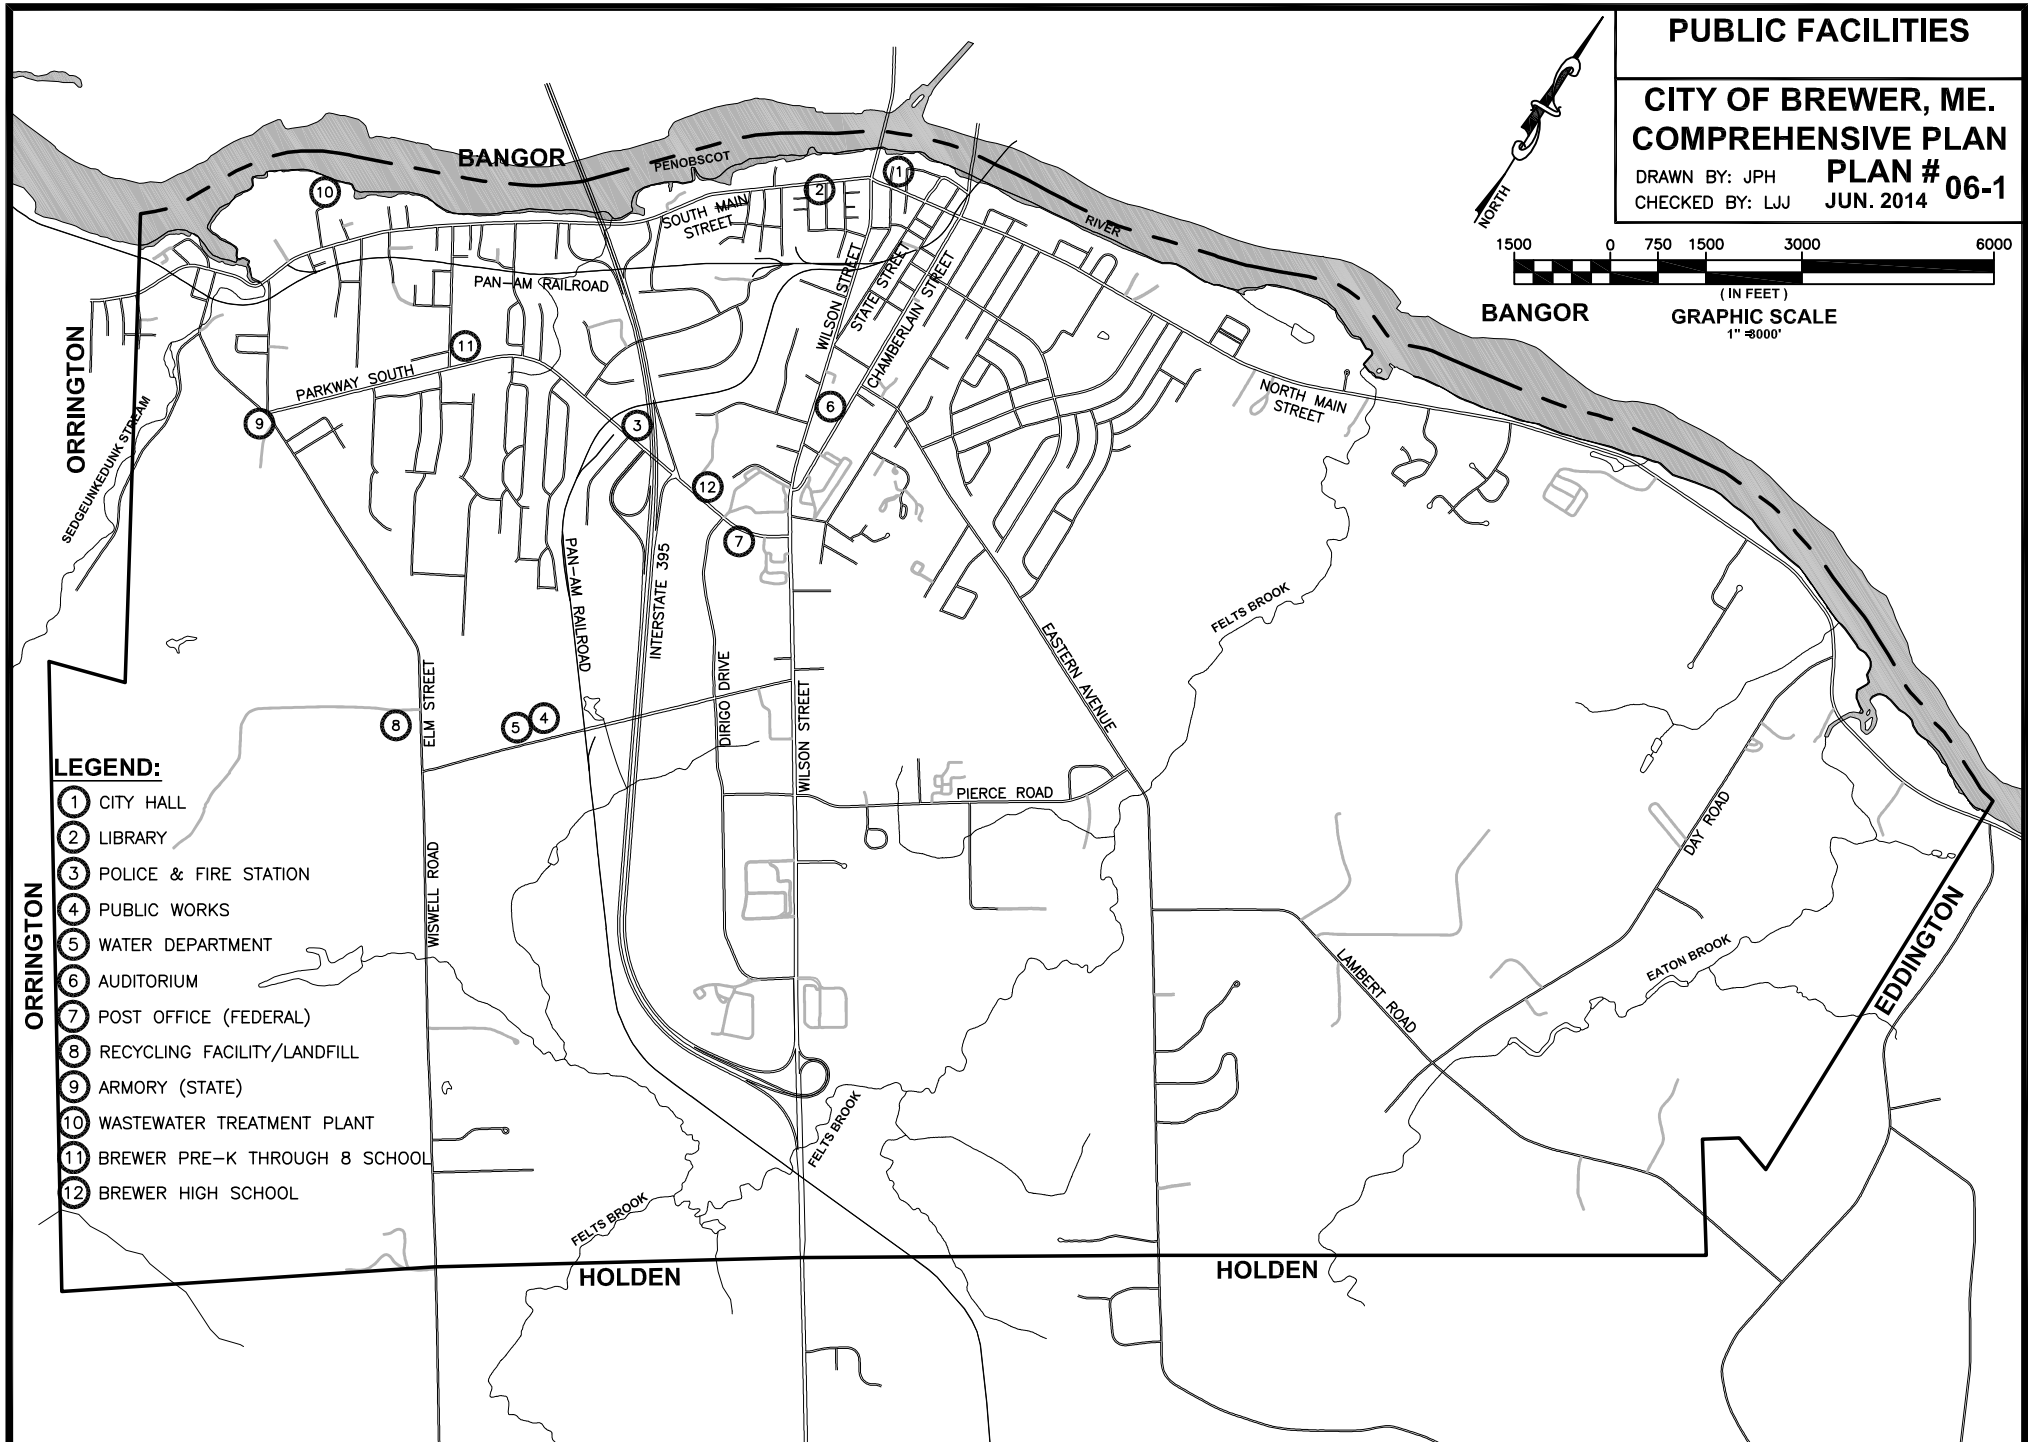 PUBLIC FACILITIES
CITY OF BREWER, ME.
COMPREHENSIVE PLAN
DRAWN BY: JPH
PLAN # 06-1
CHECKED BY: LJJ
JUN. 2014
NORTH
1500 0 750 1500 3000 6000
( IN FEET )
GRAPHIC SCALE
1" =3000'
BANGOR
BANGOR
PENOBSCOT
RIVER
10
2
1
SOUTH MAIN
STREET
PAN-AM RAILROAD
WILSON STREET
STATE STREET
CHAMBERLAIN STREET
ORRINGTON
11
PARKWAY SOUTH
9
3
6
NORTH MAIN
STREET
SEDGEUNKEDUNK STREAM
12
7
PAN-AM RAILROAD
INTERSTATE 395
FELTS BROOK
EASTERN AVENUE
ELM STREET
DIRIGO DRIVE
WILSON STREET
8
5
4
PIERCE ROAD
DAY ROAD
WISWELL ROAD
ORRINGTON
EDDINGTON
EATON BROOK
LAMBERT ROAD
FELTS BROOK
FELTS BROOK
HOLDEN
HOLDEN
LEGEND:
1 CITY HALL
2 LIBRARY
3 POLICE & FIRE STATION
4 PUBLIC WORKS
5 WATER DEPARTMENT
6 AUDITORIUM
7 POST OFFICE (FEDERAL)
8 RECYCLING FACILITY/LANDFILL
9 ARMORY (STATE)
10 WASTEWATER TREATMENT PLANT
11 BREWER PRE-K THROUGH 8 SCHOOL
12 BREWER HIGH SCHOOL